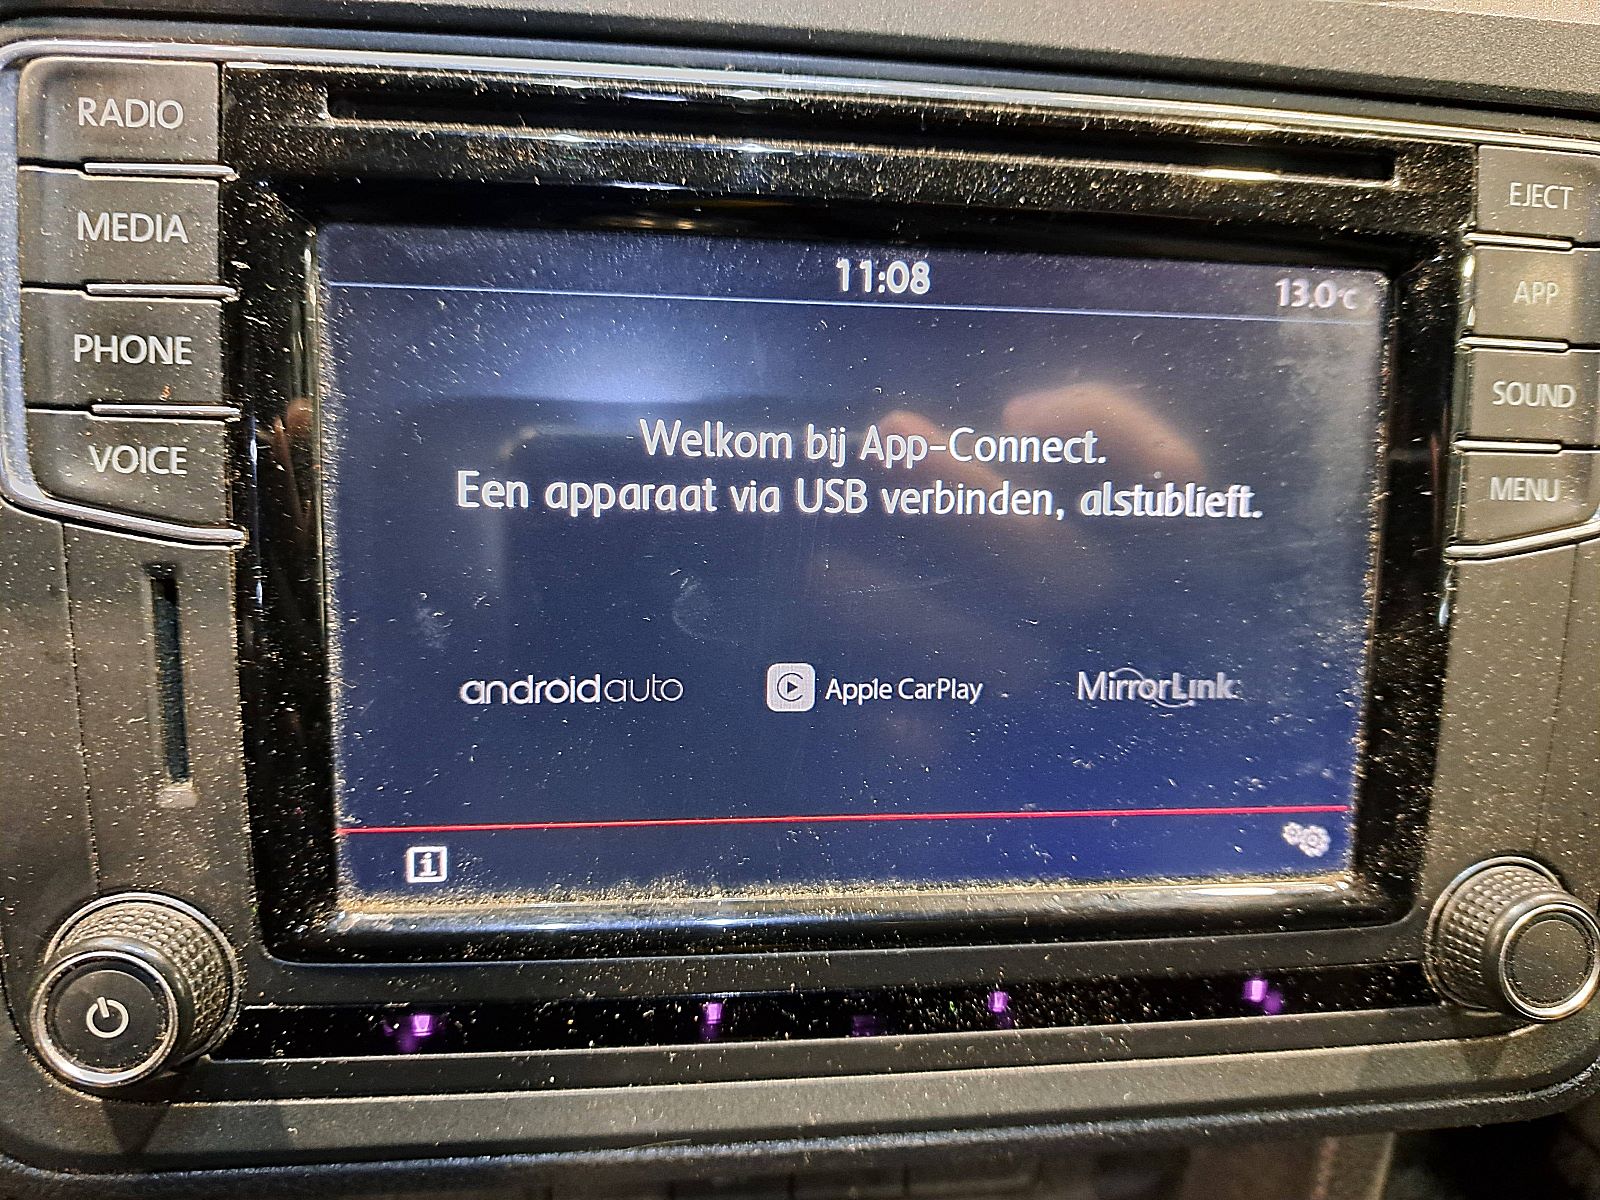 RADIO
MEDIA
PHONE
VOICE
EJECT
APP
SOUND
MENU
11:08
13.0°C
Welkom bij App-Connect.
Een apparaat via USB verbinden, alstublieft.
androidauto
Apple CarPlay
MirrorLink
i